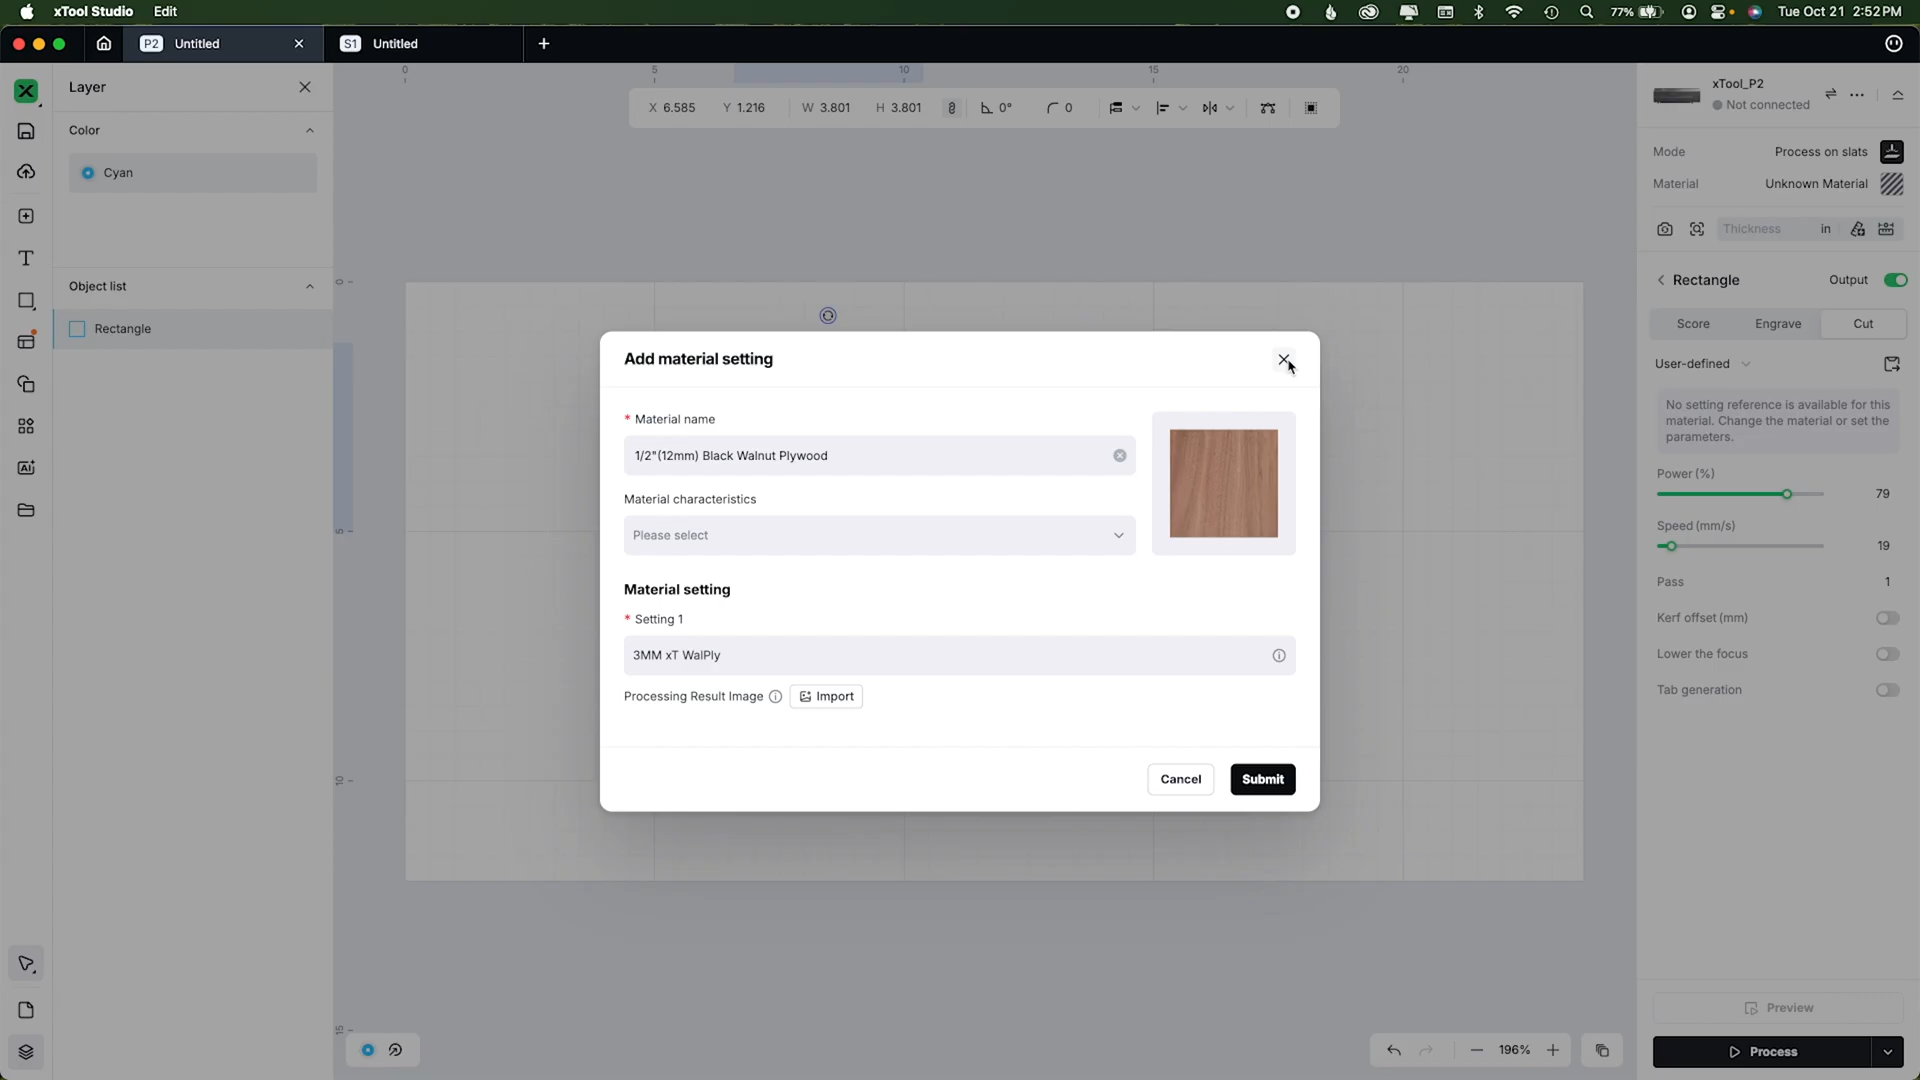 xTool Studio Edit 77% Tue Oct 21 2:52 PM
P2 Untitled S1 Untitled
Layer
Color
Cyan
Object list
Rectangle
T
Ai
0 5 10 15 20
0
5
10
15
X 6.585 Y 1.216 W 3.801 H 3.801 0° 0
Add material setting
* Material name
1/2"(12mm) Black Walnut Plywood
Material characteristics
Please select
Material setting
* Setting 1
3MM xT WalPly
Processing Result Image Import
Cancel Submit
196%
xTool_P2
Not connected
Mode Process on slats
Material Unknown Material
Thickness in
Rectangle Output
Score Engrave Cut
User-defined
No setting reference is available for this
material. Change the material or set the
parameters.
Power (%)
79
Speed (mm/s)
19
Pass 1
Kerf offset (mm)
Lower the focus
Tab generation
Preview
Process